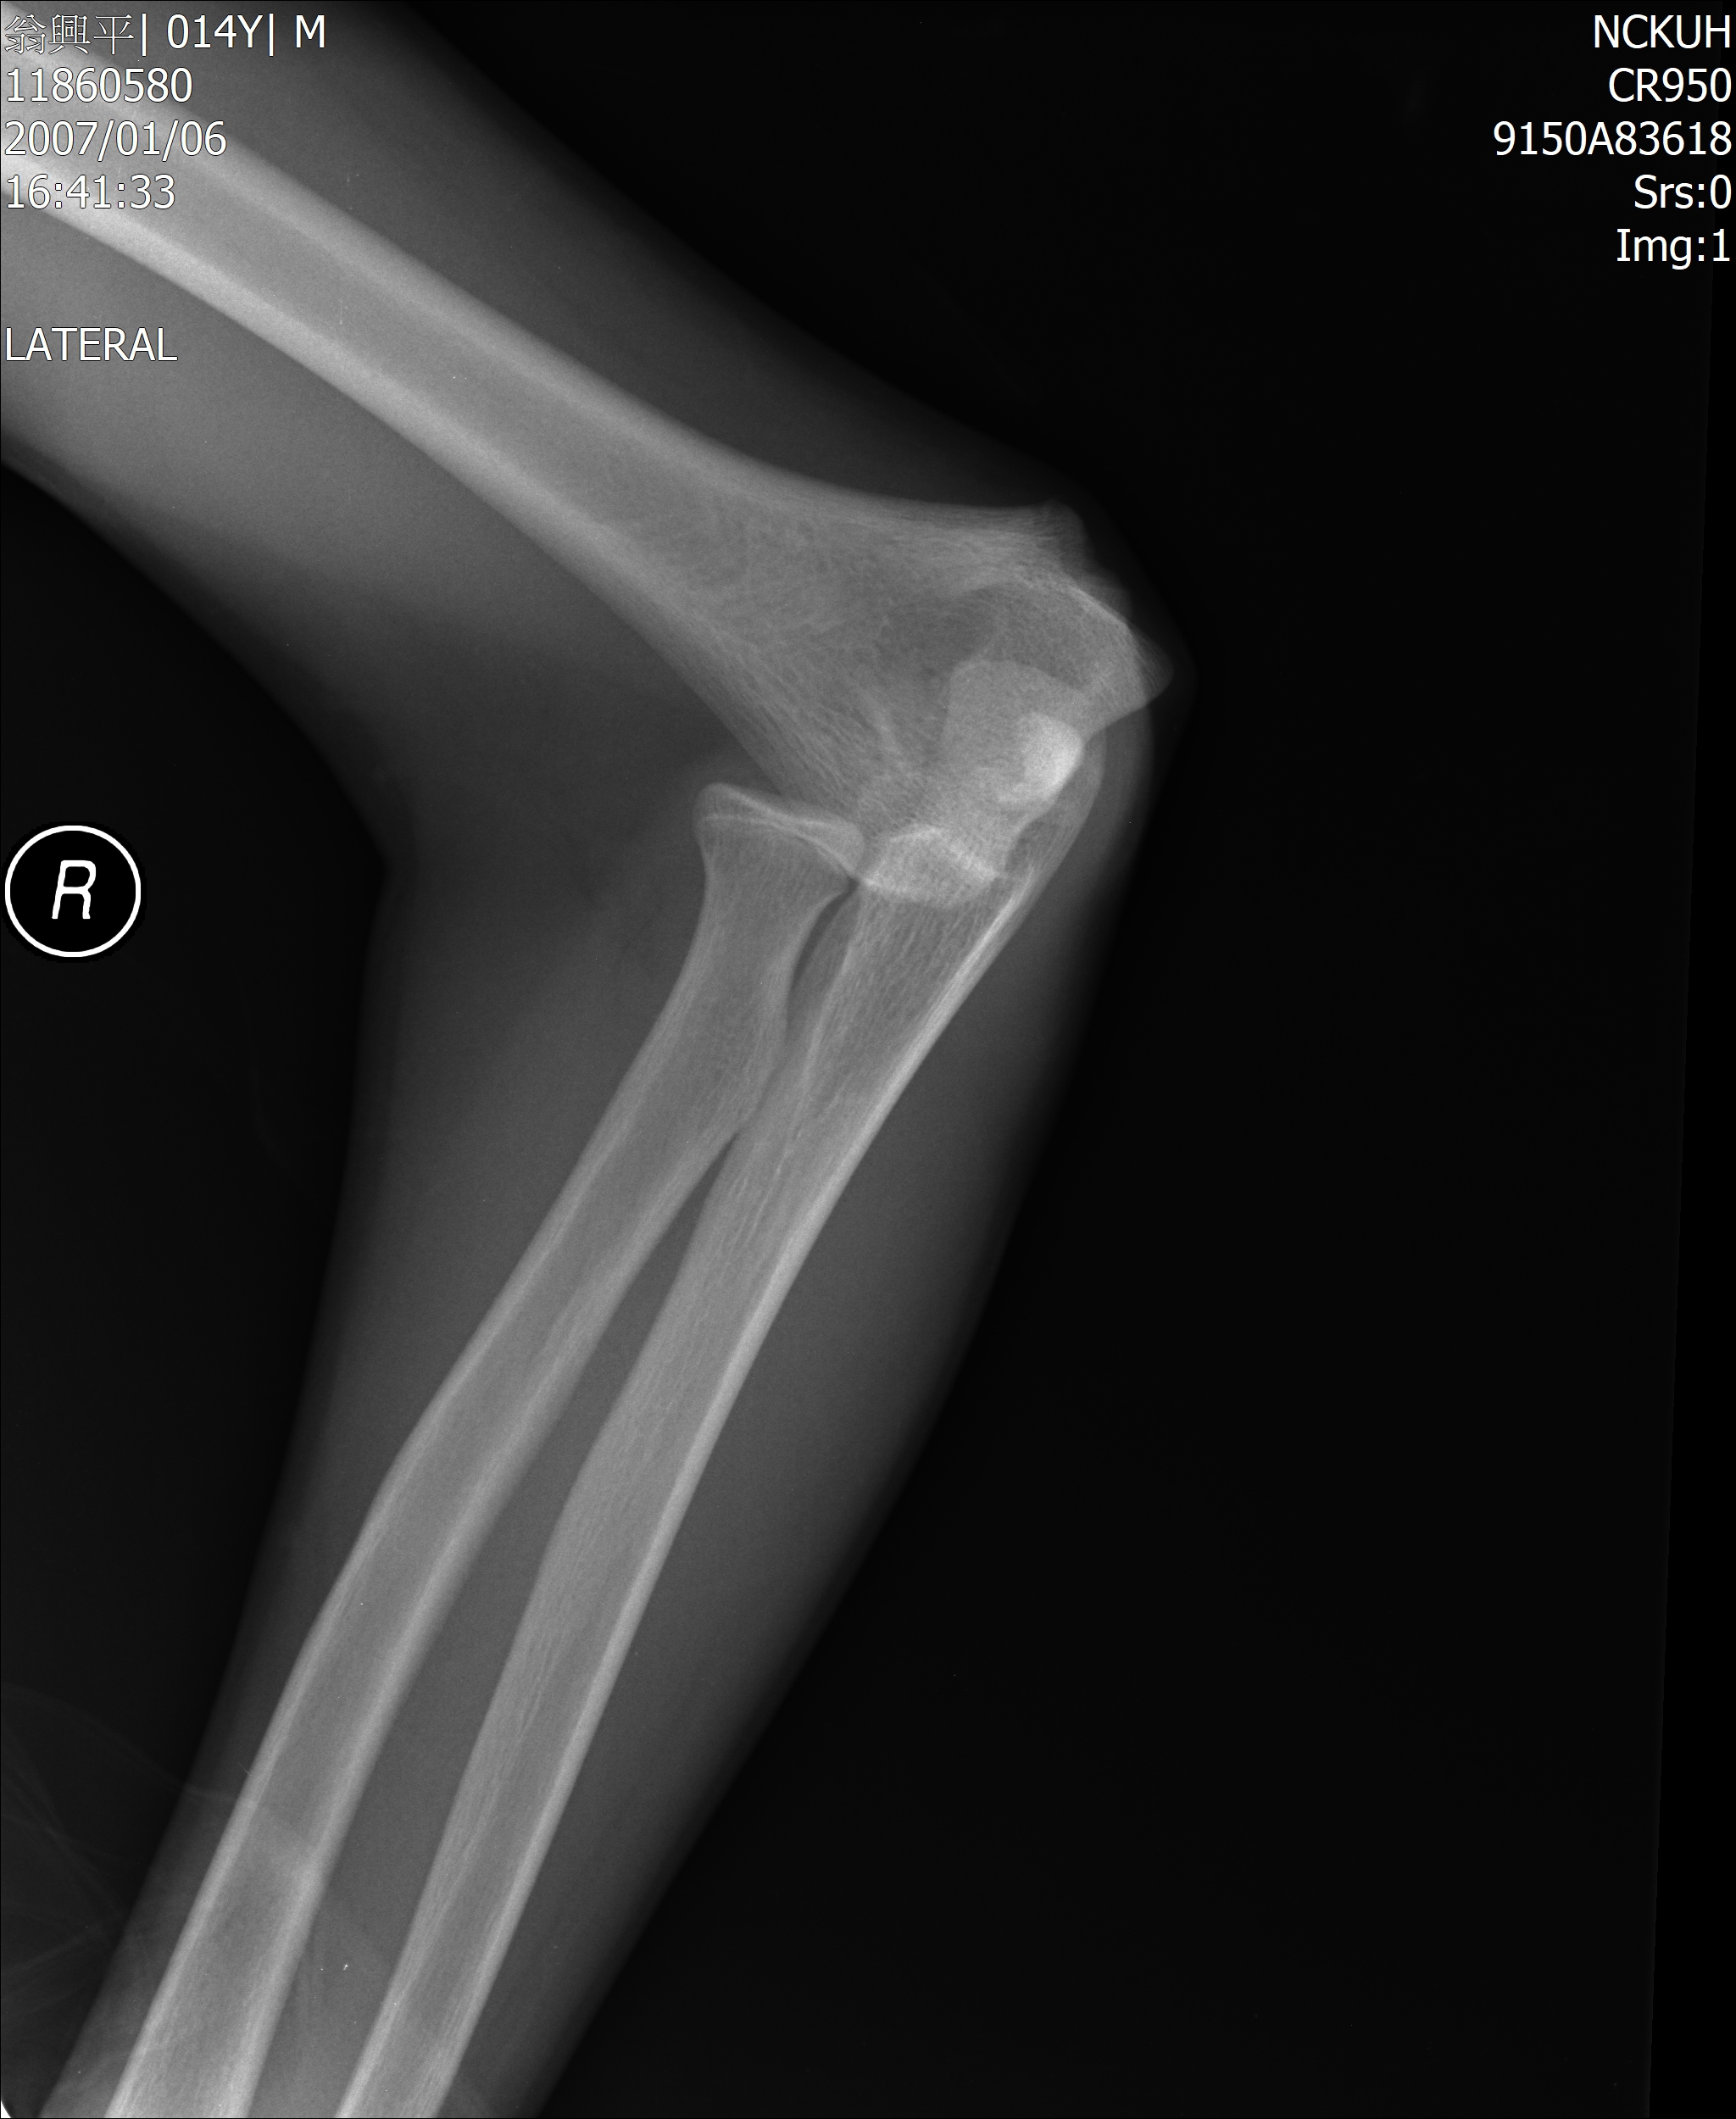 翁興平| 014Y| M
11860580
2007/01/06
16:41:33
LATERAL
NCKUH
CR950
9150A83618
Srs:0
Img:1
R